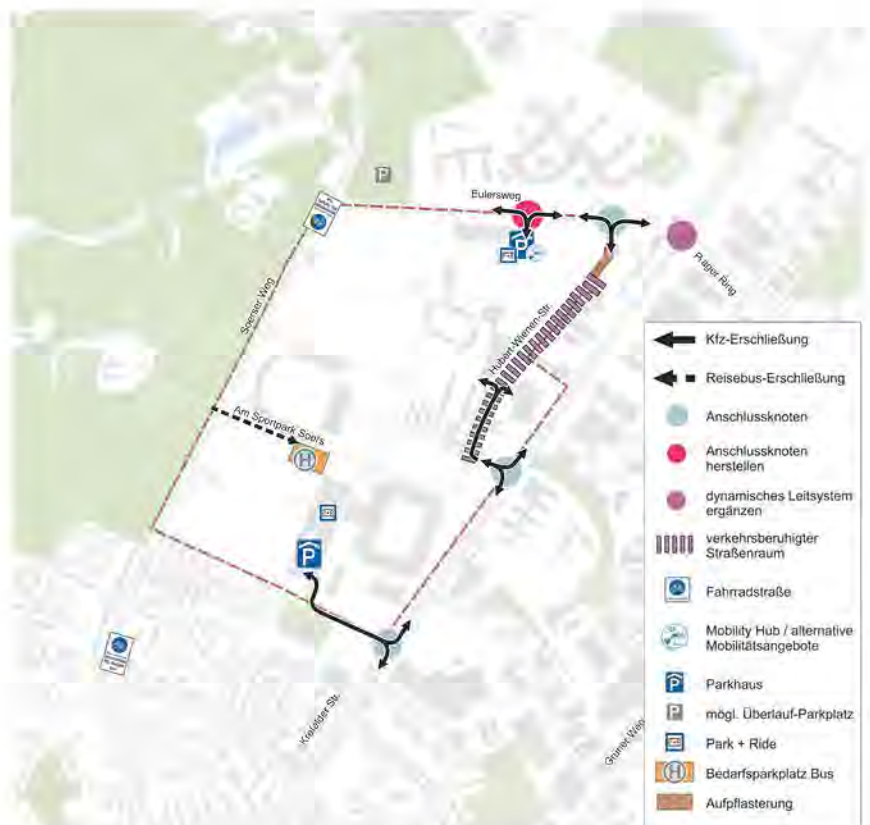 P
Eulersweg
Prager Ring
Soerser Weg
P
Hubert-Wienen-Str.
Am Sportpark Soers
H
P
Krefelder Str.
Grüner Weg
Kfz-Erschließung
Reisebus-Erschließung
Anschlussknoten
Anschlussknoten
herstellen
dynamisches Leitsystem
ergänzen
verkehrsberuhigter
Straßenraum
Fahrradstraße
Mobility Hub / alternative
Mobilitätsangebote
P
Parkhaus
P
mögl. Überlauf-Parkplatz
Park + Ride
H
Bedarfsparkplatz Bus
Aufpflasterung